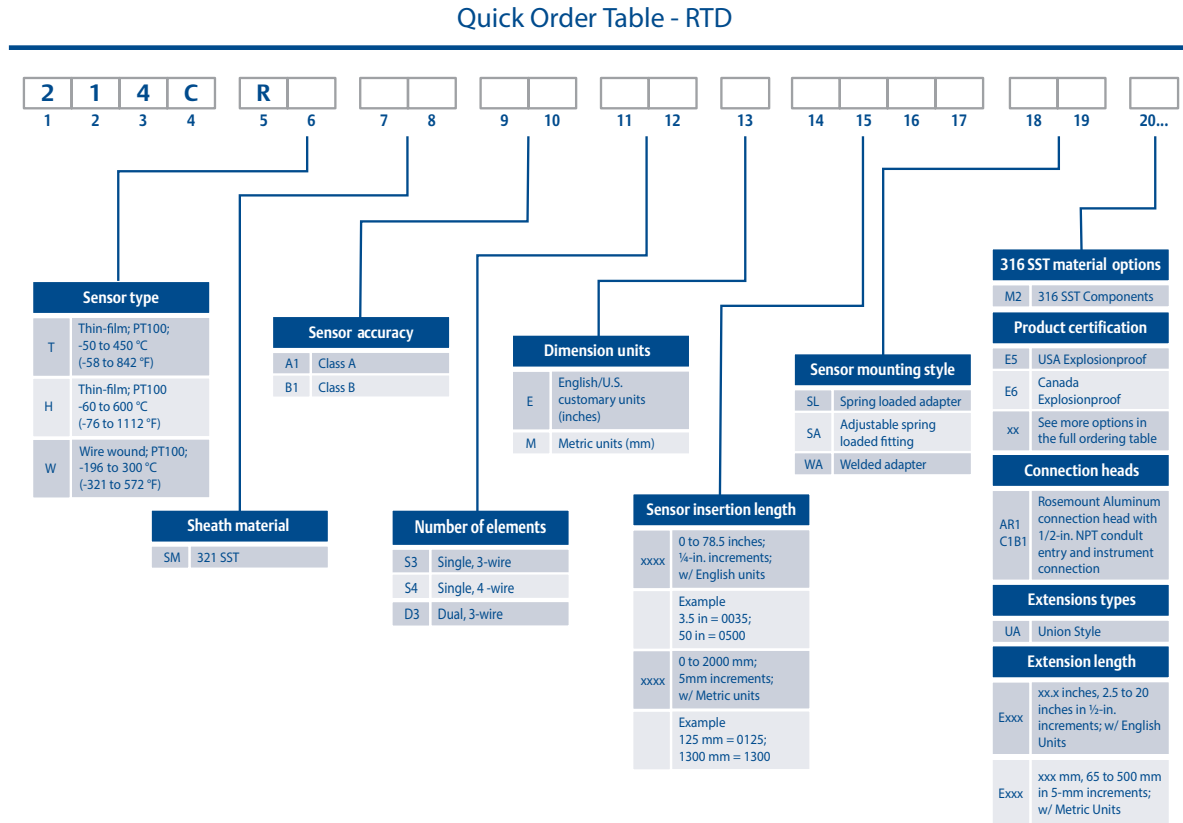 Quick Order Table - RTD
2 1 4 C R
1 2 3 4 5 6 7 8 9 10 11 12 13 14 15 16 17 18 19 20...
Sensor type
T
Thin-film; PT100;
-50 to 450 °C
(-58 to 842 °F)
H
Thin-film; PT100
-60 to 600 °C
(-76 to 1112 °F)
W
Wire wound; PT100;
-196 to 300 °C
(-321 to 572 °F)
Sheath material
SM 321 SST
Sensor accuracy
A1 Class A
B1 Class B
Number of elements
S3 Single, 3-wire
S4 Single, 4 -wire
D3 Dual, 3-wire
Dimension units
E
English/U.S.
customary units
(inches)
M Metric units (mm)
Sensor insertion length
xxxx
0 to 78.5 inches;
¼-in. increments;
w/ English units
Example
3.5 in = 0035;
50 in = 0500
xxxx
0 to 2000 mm;
5mm increments;
w/ Metric units
Example
125 mm = 0125;
1300 mm = 1300
Sensor mounting style
SL Spring loaded adapter
SA
Adjustable spring
loaded fitting
WA Welded adapter
316 SST material options
M2 316 SST Components
Product certification
E5 USA Explosionproof
E6
Canada
Explosionproof
xx
See more options in
the full ordering table
Connection heads
AR1
C1B1
Rosemount Aluminum
connection head with
1/2-in. NPT condult
entry and instrument
connection
Extensions types
UA Union Style
Extension length
Exxx
xx.x inches, 2.5 to 20
inches in ½-in.
increments; w/ English
Units
Exxx
xxx mm, 65 to 500 mm
in 5-mm increments;
w/ Metric Units